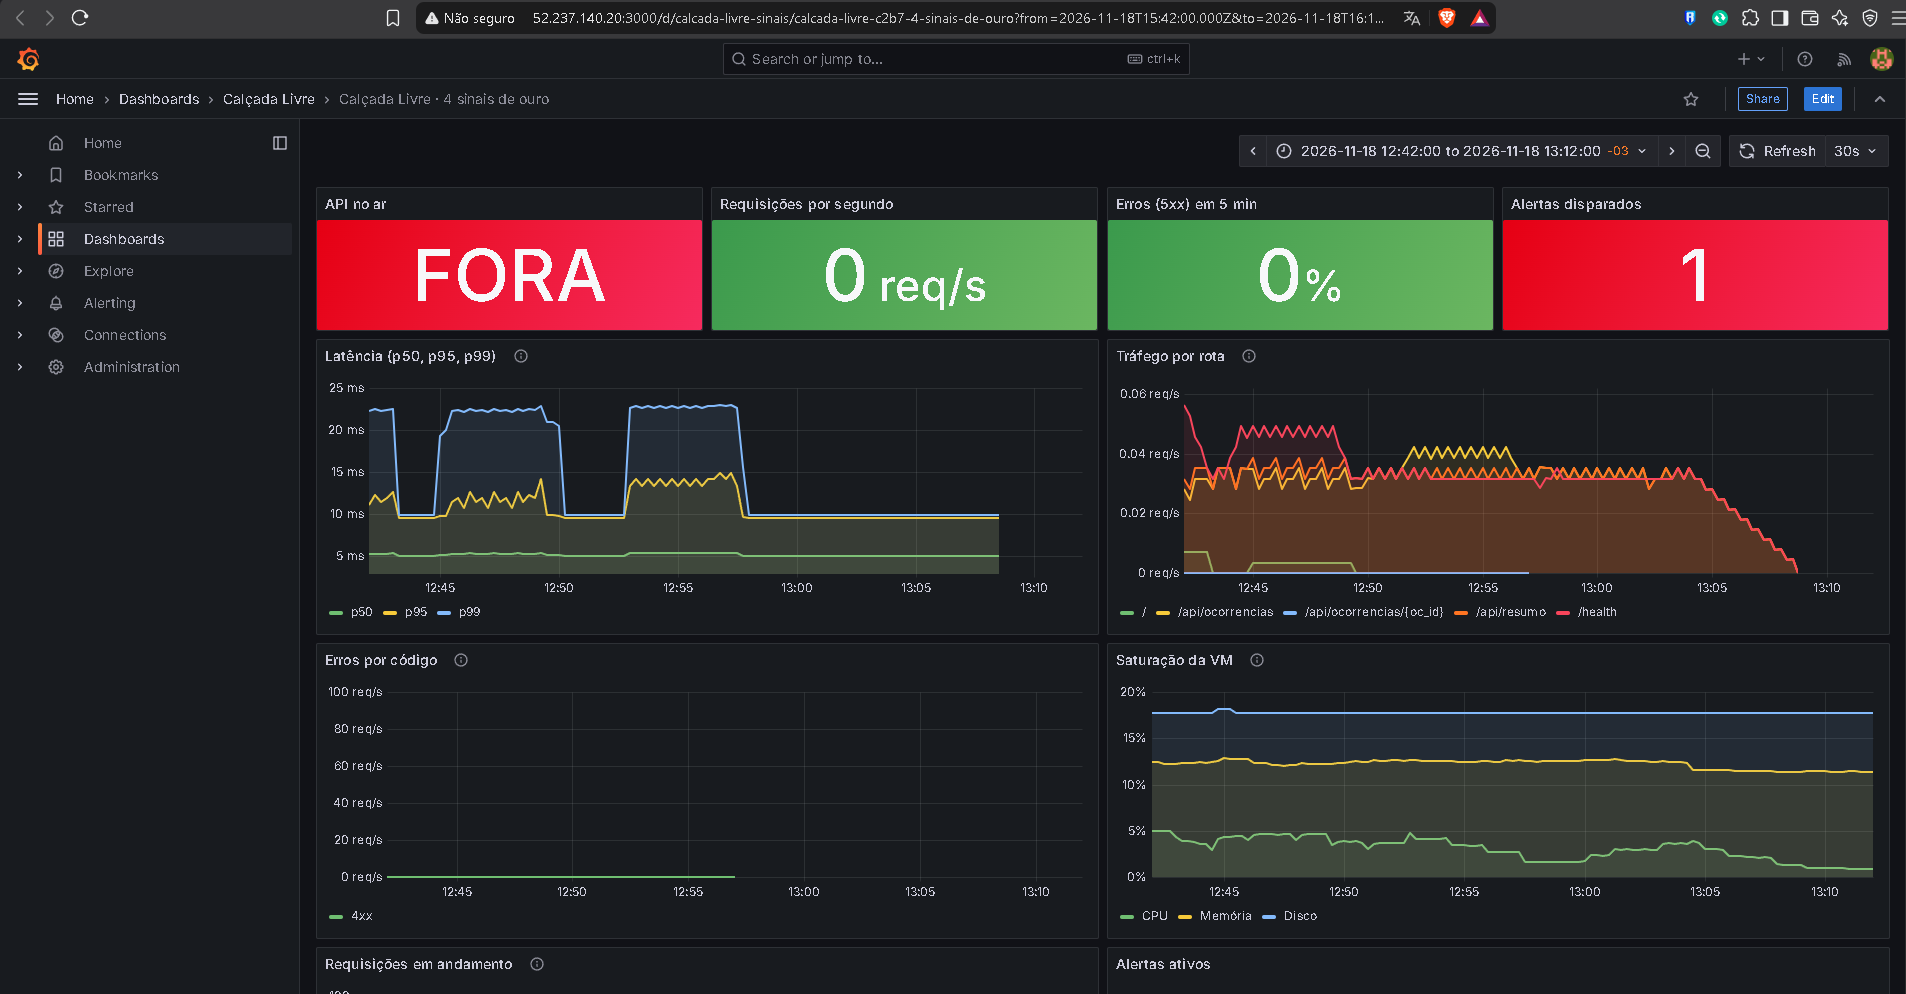 Não seguro 52.237.140.20:3000/d/calcada-livre-sinais/calcada-livre-c2b7-4-sinais-de-ouro?from=2026-11-18T15:42:00.000Z&to=2026-11-18T16:1...
Search or jump to... ctrl+k
Home › Dashboards › Calçada Livre › Calçada Livre · 4 sinais de ouro
Share
Edit
Home
Bookmarks
Starred
Dashboards
Explore
Alerting
Connections
Administration
2026-11-18 12:42:00 to 2026-11-18 13:12:00 -03
Refresh 30s
API no ar
FORA
Requisições por segundo
0 req/s
Erros (5xx) em 5 min
0%
Alertas disparados
1
Latência (p50, p95, p99)
25 ms
20 ms
15 ms
10 ms
5 ms
12:45 12:50 12:55 13:00 13:05 13:10
p50 p95 p99
Tráfego por rota
0.06 req/s
0.04 req/s
0.02 req/s
0 req/s
12:45 12:50 12:55 13:00 13:05 13:10
/ /api/ocorrencias /api/ocorrencias/{oc_id} /api/resumo /health
Erros por código
100 req/s
80 req/s
60 req/s
40 req/s
20 req/s
0 req/s
12:45 12:50 12:55 13:00 13:05 13:10
4xx
Saturação da VM
20%
15%
10%
5%
0%
12:45 12:50 12:55 13:00 13:05 13:10
CPU Memória Disco
Requisições em andamento
100
Alertas ativos